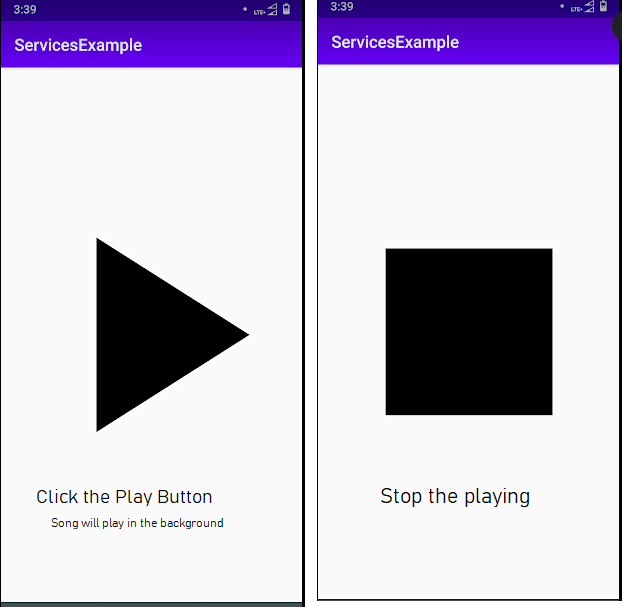 3:39
LTE+
ServicesExample
Click the Play Button
Song will play in the background
3:39
LTE+
ServicesExample
Stop the playing